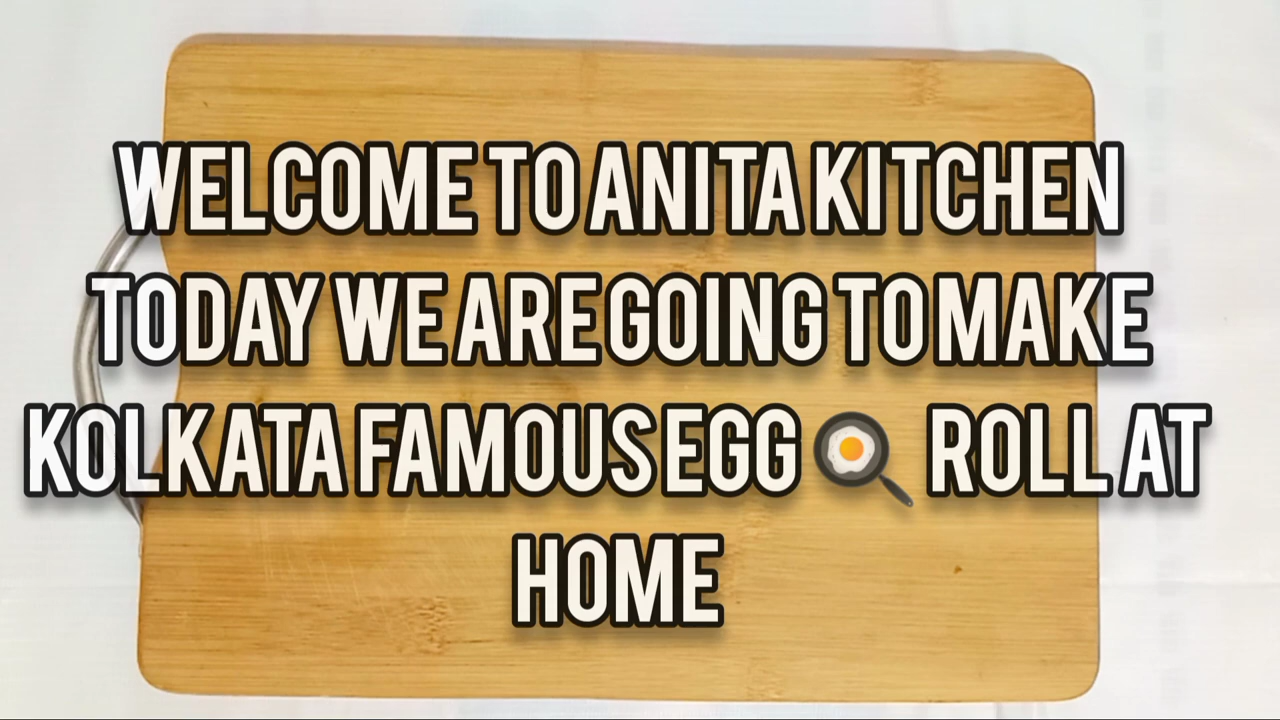 WELCOME TO ANITA KITCHEN
TODAY WE ARE GOING TO MAKE
KOLKATA FAMOUS EGG 🍳 ROLL AT
HOME